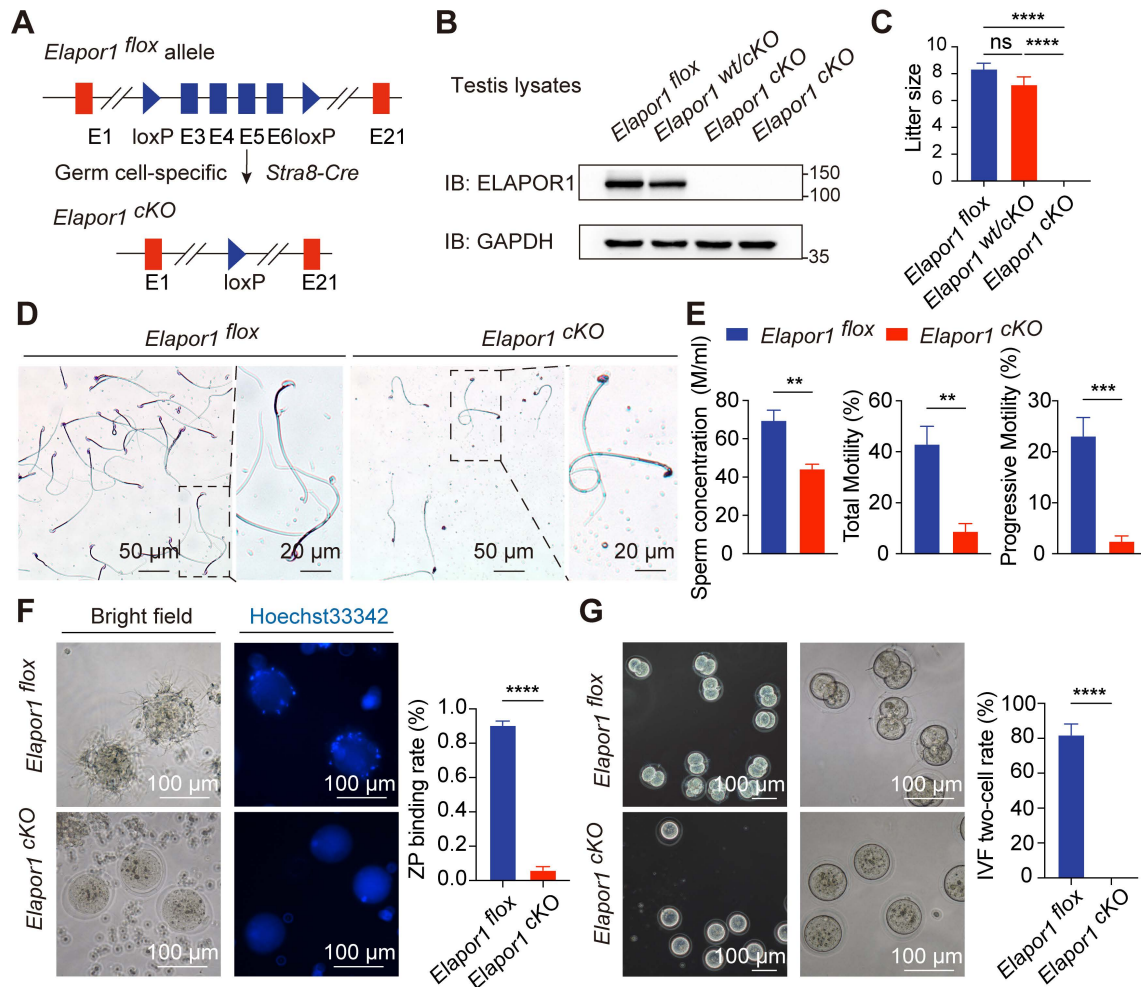 A
Elapor1 flox allele
E1 loxP E3 E4 E5 E6 loxP E21
Germ cell-specific Stra8-Cre
Elapor1 cKO
E1 loxP E21
B
Testis lysates
Elapor1 flox
Elapor1 wt/cKO
Elapor1 cKO
Elapor1 cKO
IB: ELAPOR1
150
100
IB: GAPDH
35
C
****
ns ****
Litter size
10
8
6
4
2
0
Elapor1 flox
Elapor1 wt/cKO
Elapor1 cKO
D
Elapor1 flox
Elapor1 cKO
50 µm
20 µm
50 µm
20 µm
E
Elapor1 flox
Elapor1 cKO
Sperm concentration (M/ml)
80
60
40
20
0
**
Total Motility (%)
60
40
20
0
**
Progressive Motility (%)
30
20
10
0
***
F
Bright field
Hoechst33342
Elapor1 flox
100 µm
100 µm
Elapor1 cKO
100 µm
100 µm
ZP binding rate (%)
1.0
0.8
0.6
0.4
0.2
0.0
****
Elapor1 flox
Elapor1 cKO
G
Elapor1 flox
100 µm
100 µm
Elapor1 cKO
100 µm
100 µm
IVF two-cell rate (%)
100
80
60
40
20
0
****
Elapor1 flox
Elapor1 cKO